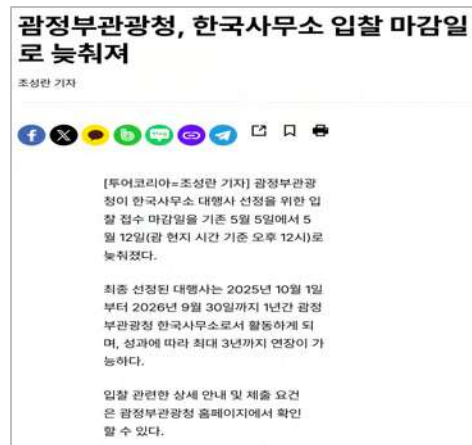 괌정부관광청, 한국사무소 입찰 마감일
로 늦춰져
조성란 기자
[투어코리아=조성란 기자] 괌정부관광
청이 한국사무소 대행사 선정을 위한 입
찰 접수 마감일을 기존 5월 5일에서 5
월 12일(괌 현지 시간 기준 오후 12시)로
늦춰졌다.
최종 선정된 대행사는 2025년 10월 1일
부터 2026년 9월 30일까지 1년간 괌정
부관광청 한국사무소로서 활동하게 되
며, 성과에 따라 최대 3년까지 연장이 가
능하다.
입찰 관련한 상세 안내 및 제출 요건
은 괌정부관광청 홈페이지에서 확인
할 수 있다.